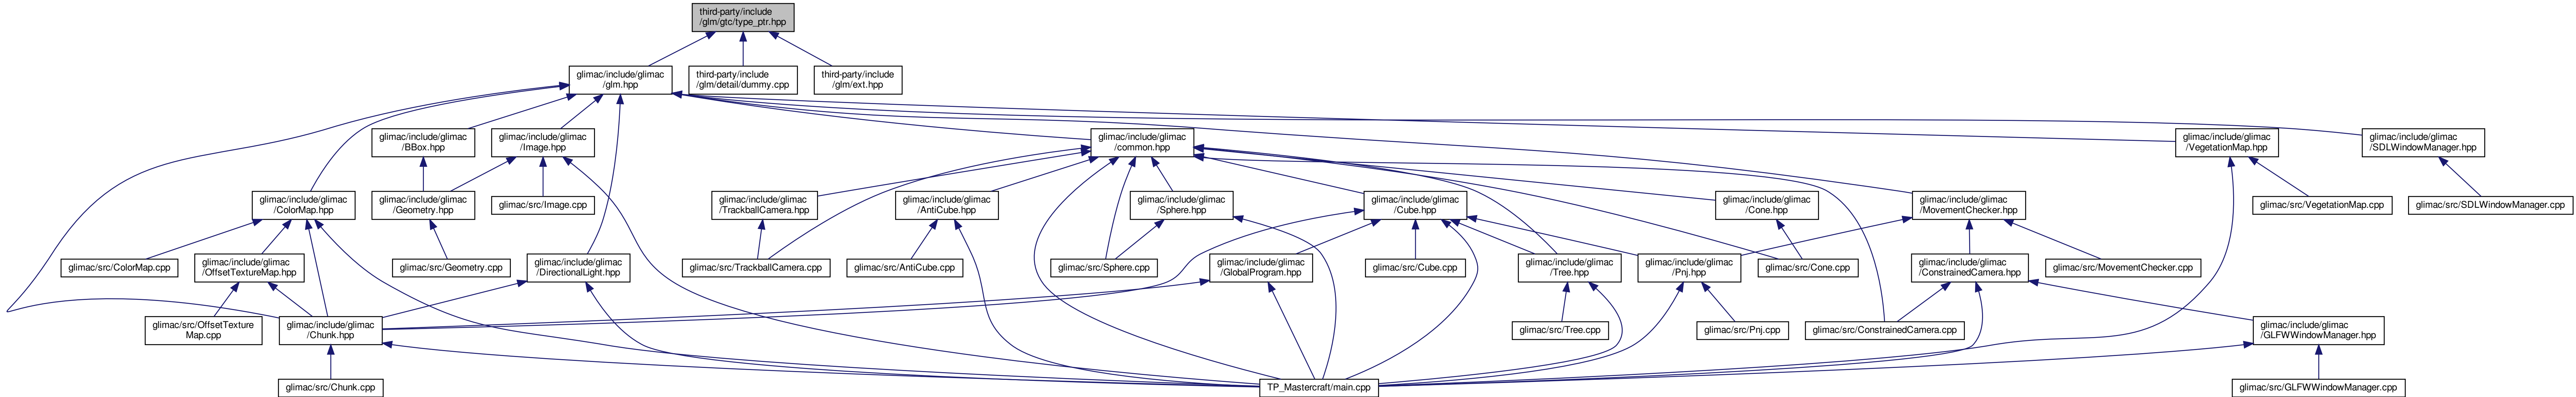 third-party/include
/glm/gtc/type_ptr.hpp
glimac/include/glimac
/glm.hpp
third-party/include
/glm/detail/dummy.cpp
third-party/include
/glm/ext.hpp
glimac/include/glimac
/BBox.hpp
glimac/include/glimac
/Image.hpp
glimac/include/glimac
/common.hpp
glimac/include/glimac
/VegetationMap.hpp
glimac/include/glimac
/SDLWindowManager.hpp
glimac/include/glimac
/ColorMap.hpp
glimac/include/glimac
/Geometry.hpp
glimac/src/Image.cpp
glimac/include/glimac
/TrackballCamera.hpp
glimac/include/glimac
/AntiCube.hpp
glimac/include/glimac
/Sphere.hpp
glimac/include/glimac
/Cube.hpp
glimac/include/glimac
/Cone.hpp
glimac/include/glimac
/MovementChecker.hpp
glimac/src/VegetationMap.cpp
glimac/src/SDLWindowManager.cpp
glimac/src/ColorMap.cpp
glimac/include/glimac
/OffsetTextureMap.hpp
glimac/src/Geometry.cpp
glimac/include/glimac
/DirectionalLight.hpp
glimac/src/TrackballCamera.cpp
glimac/src/AntiCube.cpp
glimac/src/Sphere.cpp
glimac/include/glimac
/GlobalProgram.hpp
glimac/src/Cube.cpp
glimac/include/glimac
/Tree.hpp
glimac/include/glimac
/Pnj.hpp
glimac/src/Cone.cpp
glimac/include/glimac
/ConstrainedCamera.hpp
glimac/src/MovementChecker.cpp
glimac/src/OffsetTexture
Map.cpp
glimac/include/glimac
/Chunk.hpp
glimac/src/Tree.cpp
glimac/src/Pnj.cpp
glimac/src/ConstrainedCamera.cpp
glimac/include/glimac
/GLFWWindowManager.hpp
glimac/src/Chunk.cpp
TP_Mastercraft/main.cpp
glimac/src/GLFWWindowManager.cpp